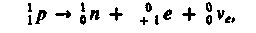 ¹₁p → ¹₀n + ⁰₊₁e + ⁰₀νₑ,